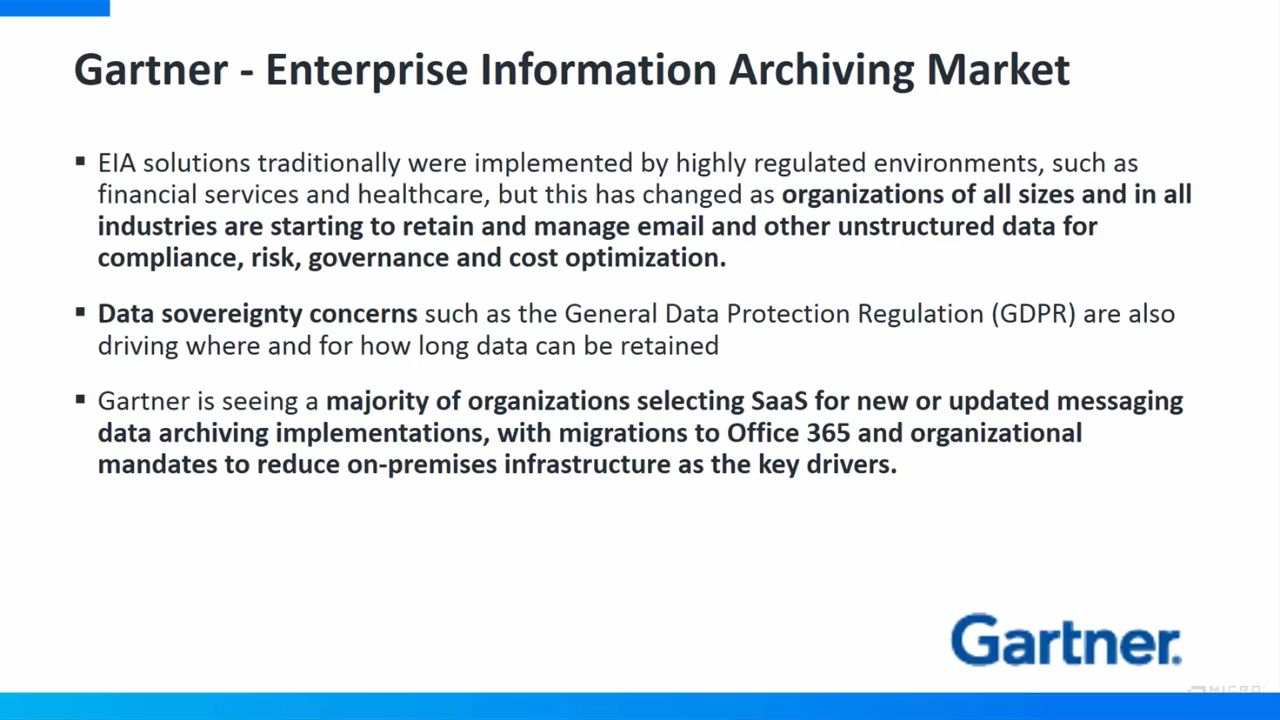 Gartner - Enterprise Information Archiving Market
▪ EIA solutions traditionally were implemented by highly regulated environments, such as
financial services and healthcare, but this has changed as organizations of all sizes and in all
industries are starting to retain and manage email and other unstructured data for
compliance, risk, governance and cost optimization.
▪ Data sovereignty concerns such as the General Data Protection Regulation (GDPR) are also
driving where and for how long data can be retained
▪ Gartner is seeing a majority of organizations selecting SaaS for new or updated messaging
data archiving implementations, with migrations to Office 365 and organizational
mandates to reduce on-premises infrastructure as the key drivers.
Gartner.
MICRO